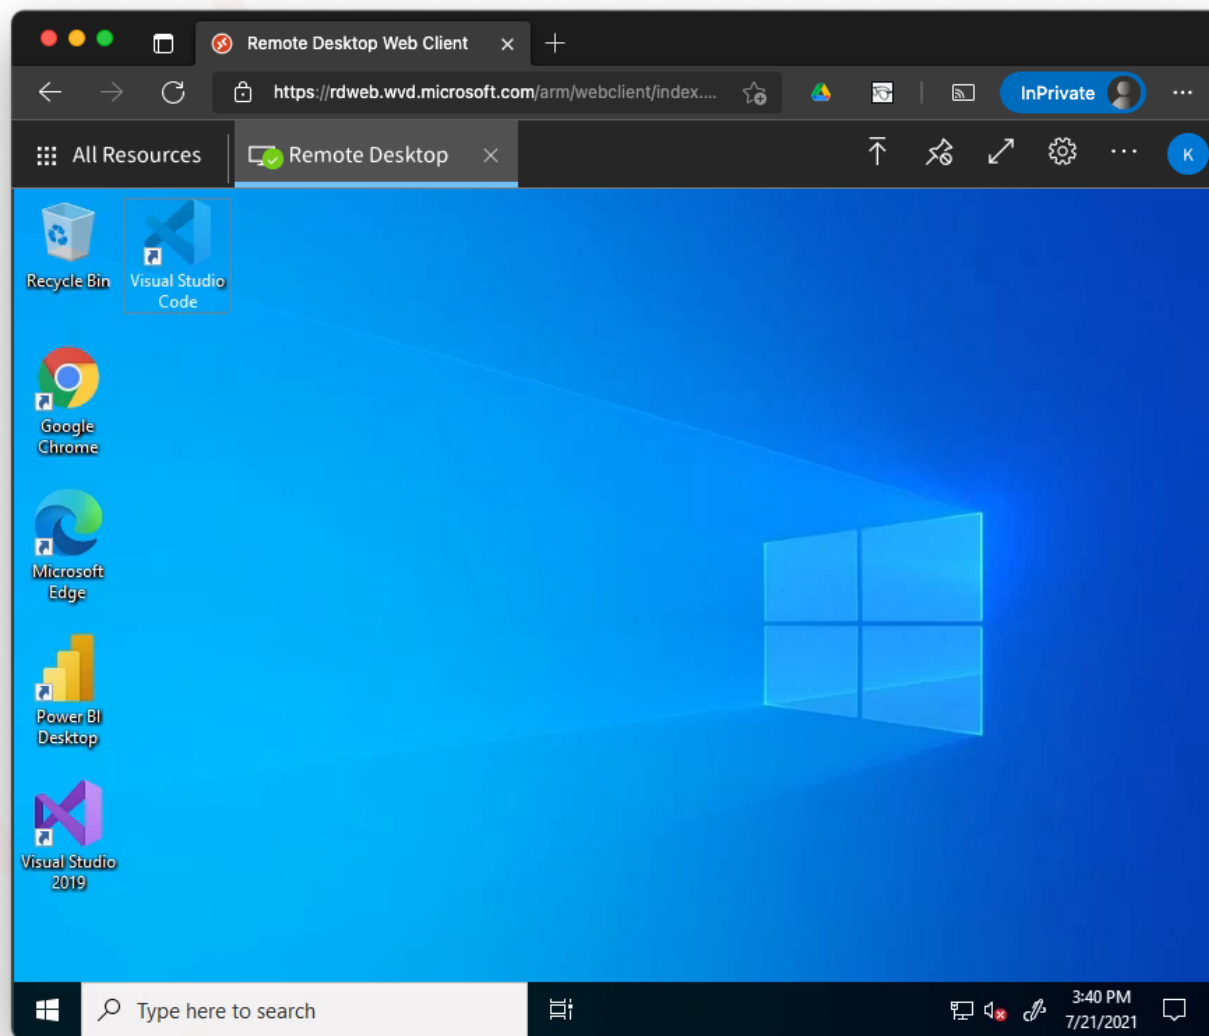 Remote Desktop Web Client
https://rdweb.wvd.microsoft.com/arm/webclient/index....
InPrivate
All Resources
Remote Desktop
K
Recycle Bin
Visual Studio
Code
Google
Chrome
Microsoft
Edge
Power BI
Desktop
Visual Studio
2019
Type here to search
3:40 PM
7/21/2021